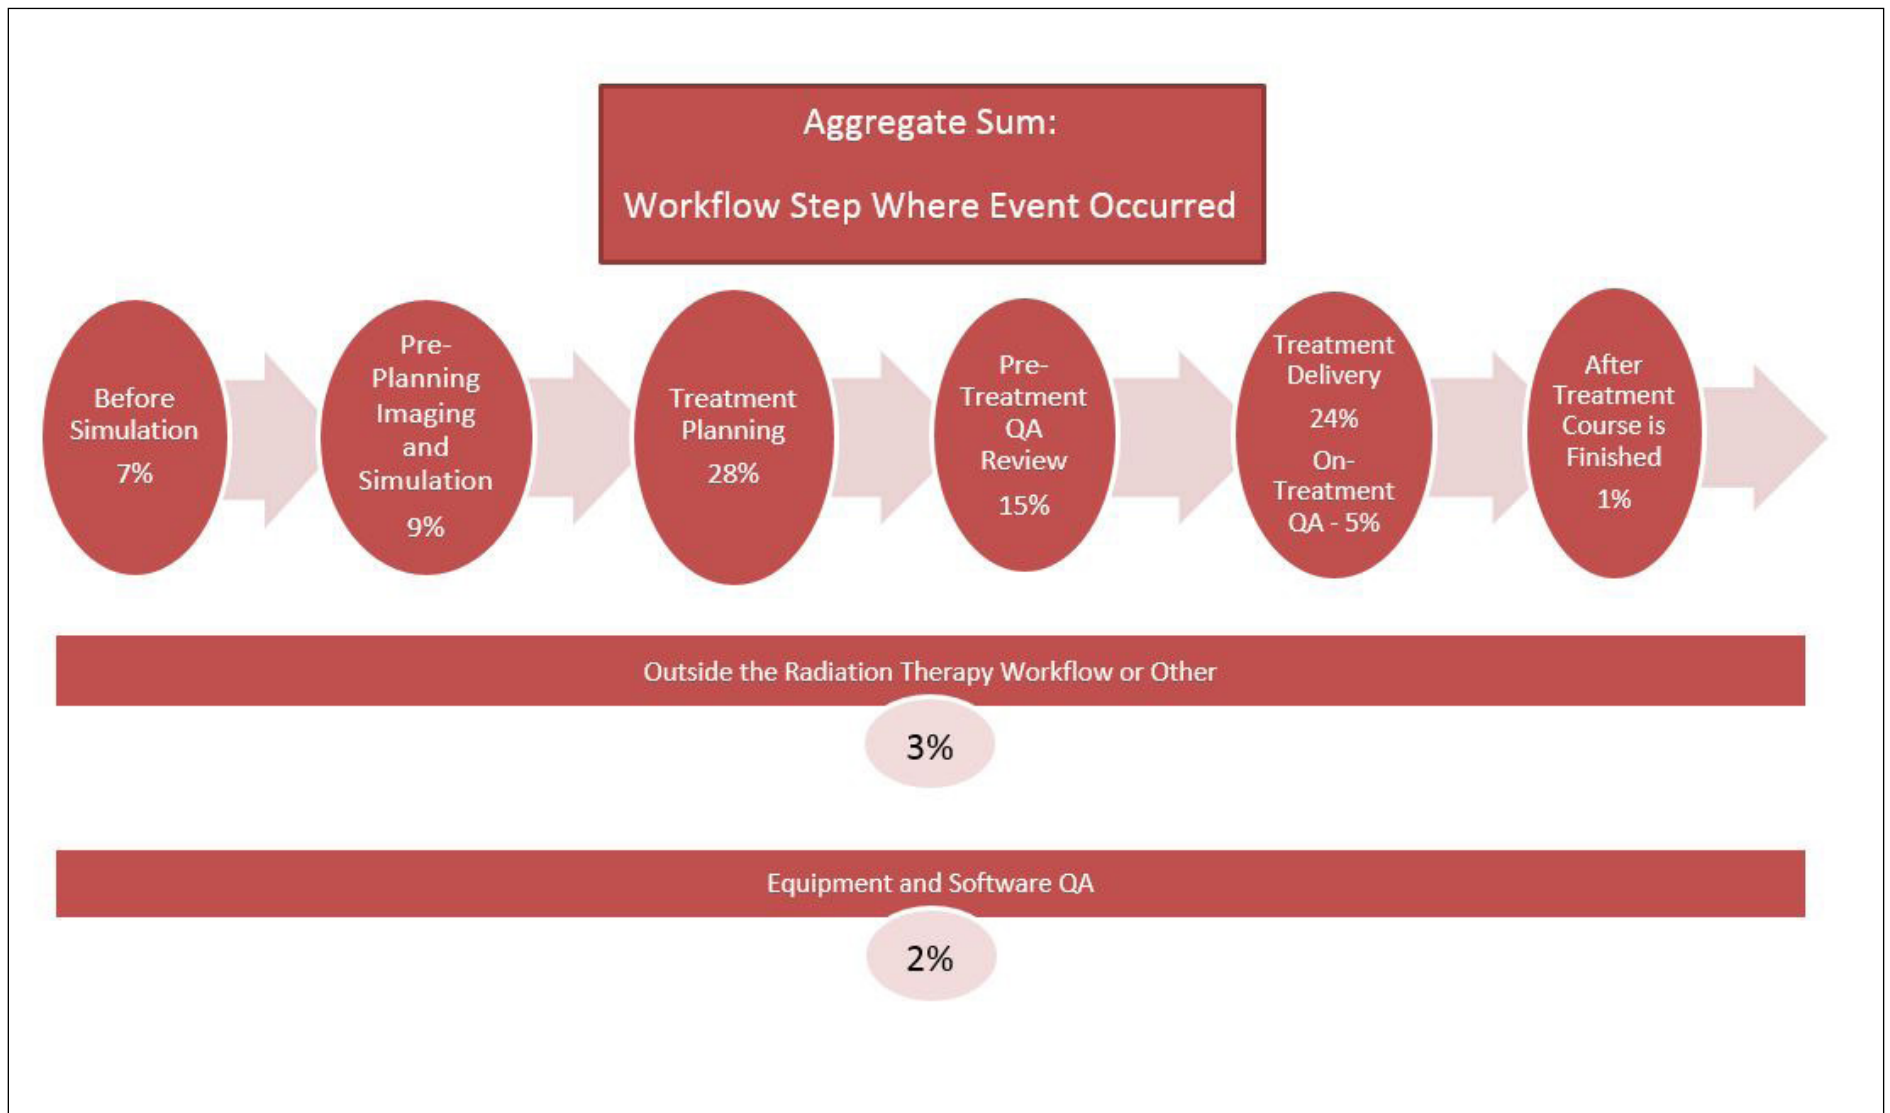 Aggregate Sum:
Workflow Step Where Event Occurred
Before
Simulation
7%
Pre-
Planning
Imaging
and
Simulation
9%
Treatment
Planning
28%
Pre-
Treatment
QA
Review
15%
Treatment
Delivery
24%
On-
Treatment
QA - 5%
After
Treatment
Course is
Finished
1%
Outside the Radiation Therapy Workflow or Other
3%
Equipment and Software QA
2%